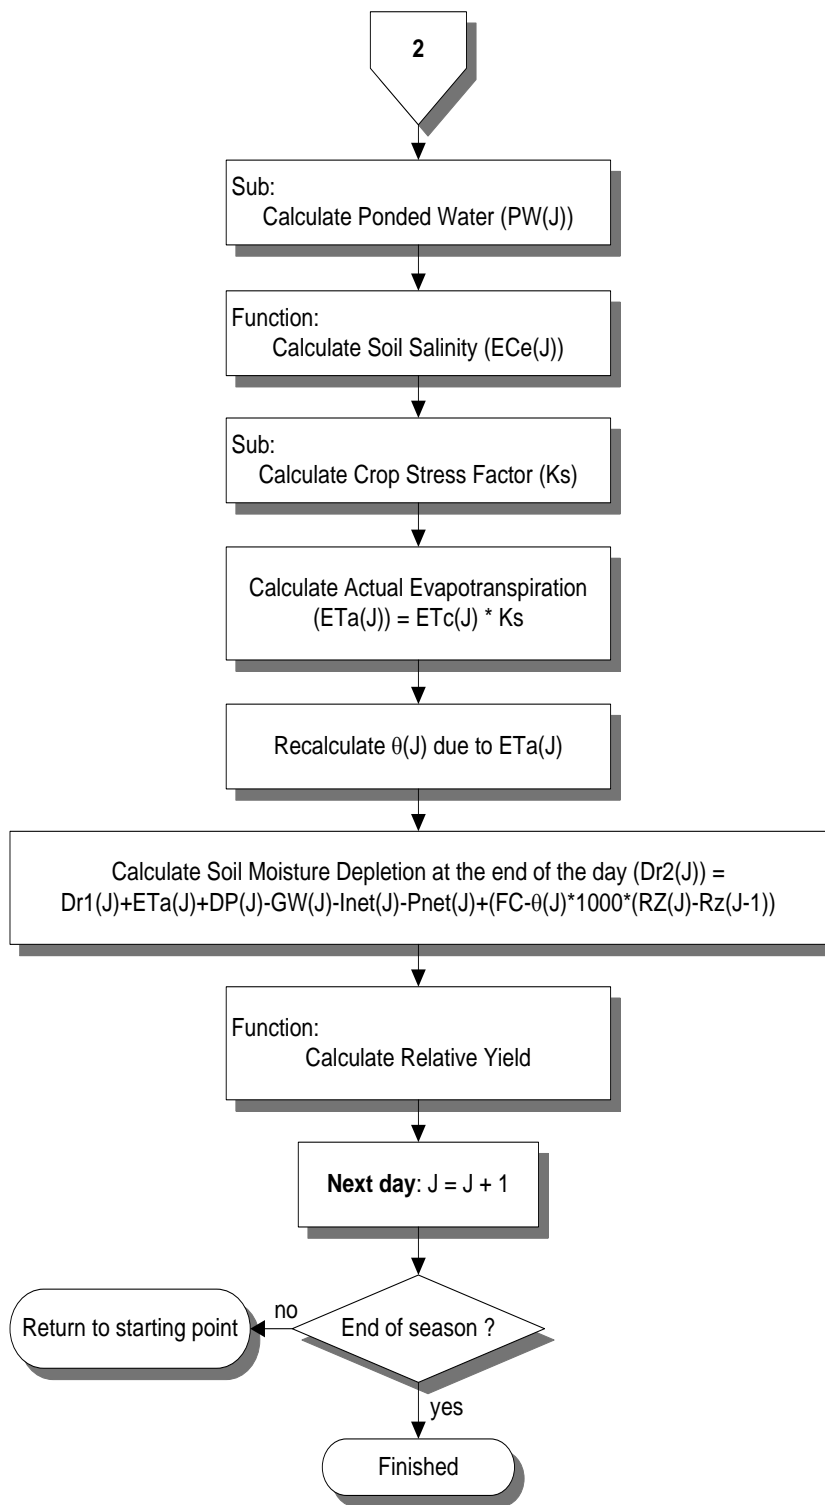 2
Sub:
Calculate Ponded Water (PW(J))
Function:
Calculate Soil Salinity (ECe(J))
Sub:
Calculate Crop Stress Factor (Ks)
Calculate Actual Evapotranspiration
(ETa(J)) = ETc(J) * Ks
Recalculate θ(J) due to ETa(J)
Calculate Soil Moisture Depletion at the end of the day (Dr2(J)) =
Dr1(J)+ETa(J)+DP(J)-GW(J)-Inet(J)-Pnet(J)+(FC-θ(J)*1000*(RZ(J)-Rz(J-1))
Function:
Calculate Relative Yield
Next day: J = J + 1
End of season ?
no
Return to starting point
yes
Finished